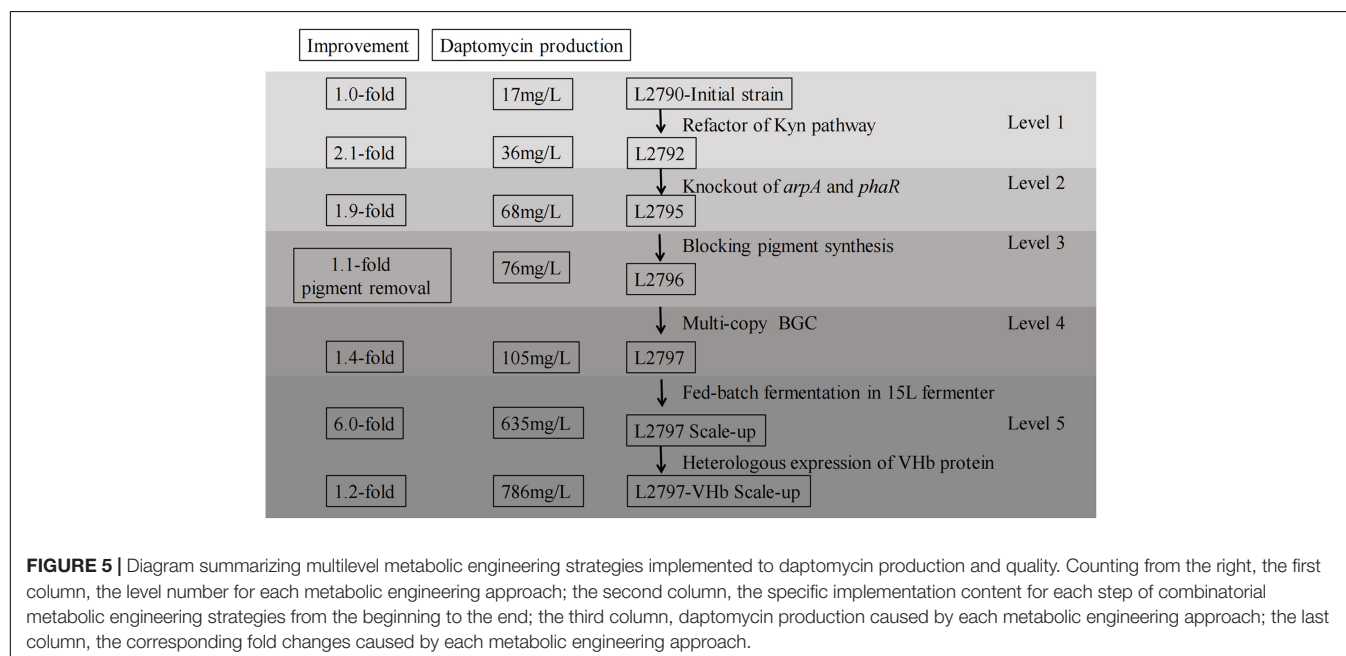 Improvement Daptomycin production
1.0-fold 17mg/L L2790-Initial strain
Refactor of Kyn pathway Level 1
2.1-fold 36mg/L L2792
Knockout of arpA and phaR Level 2
1.9-fold 68mg/L L2795
Blocking pigment synthesis Level 3
1.1-fold
pigment removal 76mg/L L2796
Multi-copy BGC Level 4
1.4-fold 105mg/L L2797
Fed-batch fermentation in 15L fermenter
6.0-fold 635mg/L L2797 Scale-up Level 5
Heterologous expression of VHb protein
1.2-fold 786mg/L L2797-VHb Scale-up
FIGURE 5 | Diagram summarizing multilevel metabolic engineering strategies implemented to daptomycin production and quality. Counting from the right, the first
column, the level number for each metabolic engineering approach; the second column, the specific implementation content for each step of combinatorial
metabolic engineering strategies from the beginning to the end; the third column, daptomycin production caused by each metabolic engineering approach; the last
column, the corresponding fold changes caused by each metabolic engineering approach.